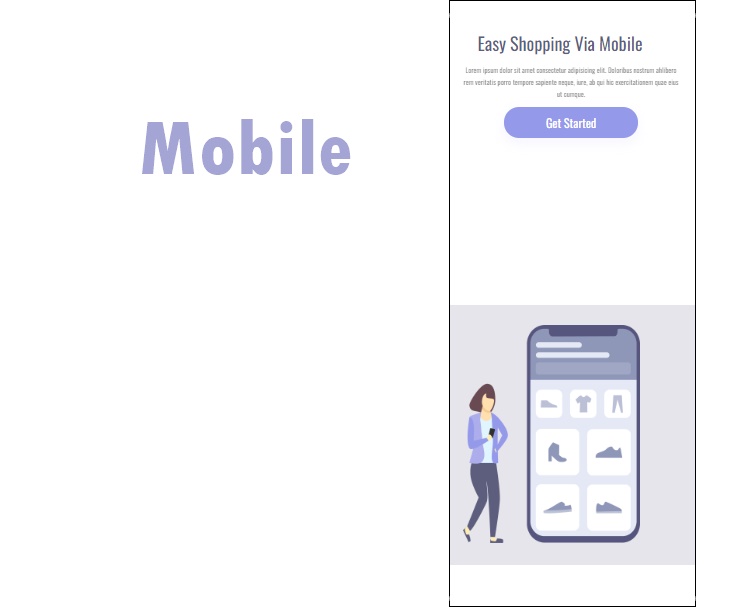 Mobile
Easy Shopping Via Mobile
Lorem ipsum dolor sit amet consectetur adipisicing elit. Doloribus nostrum ablibero
rem veritatis porro tempore sapiente neque, iure, ab qui hic exercitationem quae eius
ut cumque.
Get Started